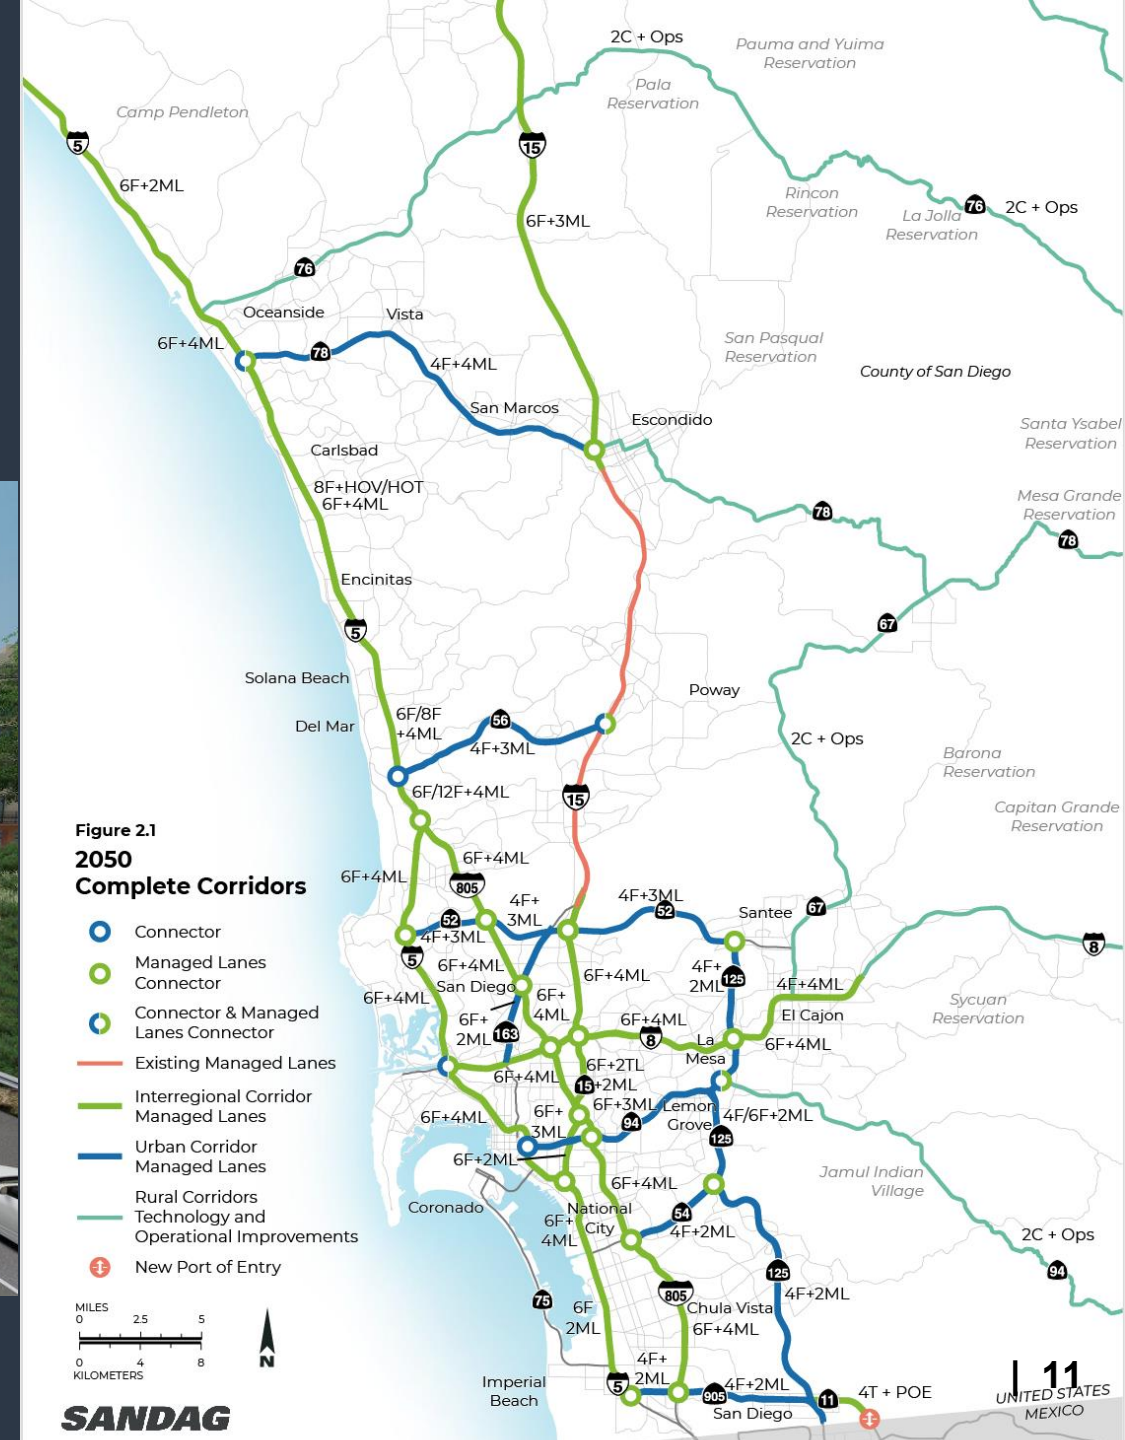 2C + Ops
Pauma and Yuima
Reservation
Pala
Reservation
Camp Pendleton
5
15
6F+2ML
Rincon
Reservation
La Jolla
Reservation
76
2C + Ops
6F+3ML
76
Oceanside
Vista
6F+4ML
78
4F+4ML
San Pasqual
Reservation
County of San Diego
San Marcos
Escondido
Santa Ysabel
Reservation
Carlsbad
8F+HOV/HOT
6F+4ML
Mesa Grande
Reservation
78
78
Encinitas
5
67
Solana Beach
Poway
Del Mar
6F/8F
+4ML
56
4F+3ML
2C + Ops
Barona
Reservation
6F/12F+4ML
15
Capitan Grande
Reservation
6F+4ML
6F+4ML
805
4F+
3ML
4F+3ML
52
Santee
67
52
4F+3ML
5
8
6F+4ML
San Diego
6F+4ML
4F+
2ML
125
4F+4ML
6F+4ML
6F+
4ML
El Cajon
Sycuan
Reservation
6F+
2ML
163
6F+4ML
8
La
Mesa
6F+4ML
6F+4ML
6F+2TL
+2ML
15
6F+3ML
Lemon
Grove
4F/6F+2ML
6F+4ML
6F+
3ML
94
125
6F+2ML
Jamul Indian
Village
6F+4ML
Coronado
National
City
54
4F+2ML
6F+
4ML
2C + Ops
94
125
4F+2ML
75
805
Chula Vista
6F+4ML
6F
2ML
4F+
2ML
5
Imperial
Beach
905
4F+2ML
San Diego
11
4T + POE
| 11
UNITED STATES
MEXICO
Figure 2.1
2050
Complete Corridors
Connector
Managed Lanes
Connector
Connector & Managed
Lanes Connector
Existing Managed Lanes
Interregional Corridor
Managed Lanes
Urban Corridor
Managed Lanes
Rural Corridors
Technology and
Operational Improvements
New Port of Entry
MILES
0 2.5 5
0 4 8
KILOMETERS
N
SANDAG